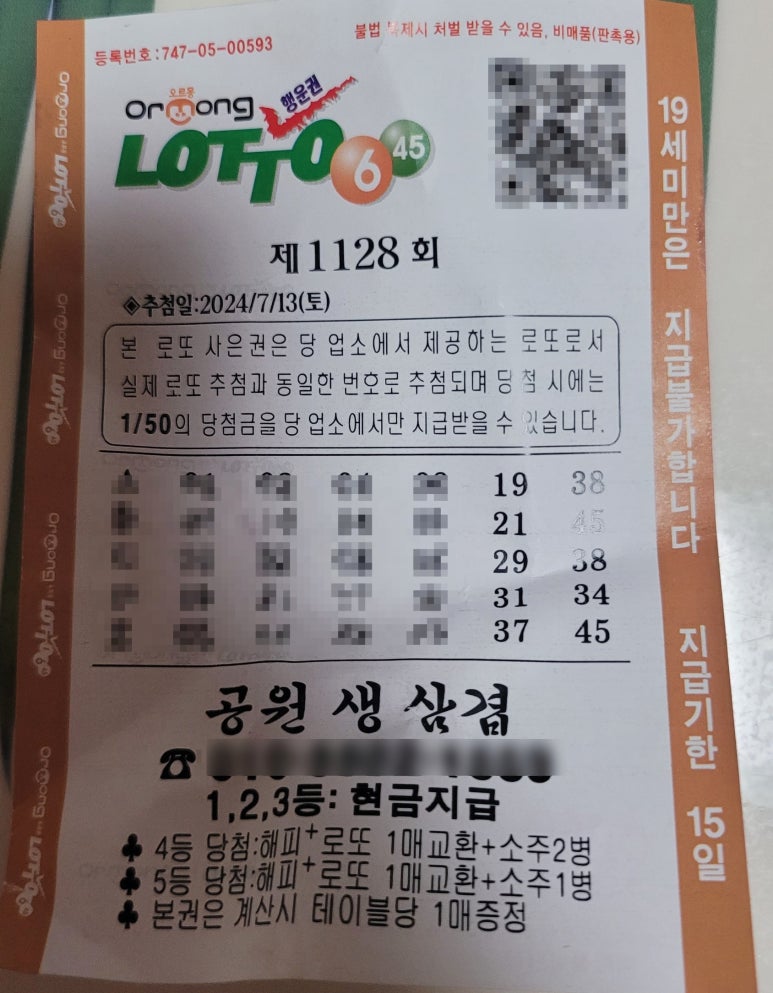 등록번호:747-05-00593
불법 복제시 처벌 받을 수 있음, 비매품(판촉용)
오르몽
ormong
행운권
LOTTO 6 45
제1128회
◈추첨일:2024/7/13(토)
본 로또 사은권은 당 업소에서 제공하는 로또로서
실제 로또 추첨과 동일한 번호로 추첨되며 당첨 시에는
1/50의 당첨금을 당 업소에서만 지급받을 수 있습니다.
19 38
21 45
29 38
31 34
37 45
공원 생 삼겹
☎
1,2,3등: 현금지급
♣ 4등 당첨:해피+로또 1매교환+소주2병
♣ 5등 당첨:해피+로또 1매교환+소주1병
♣ 본권은 계산시 테이블당 1매증정
19세미만은 지급불가합니다 지급기한 15일